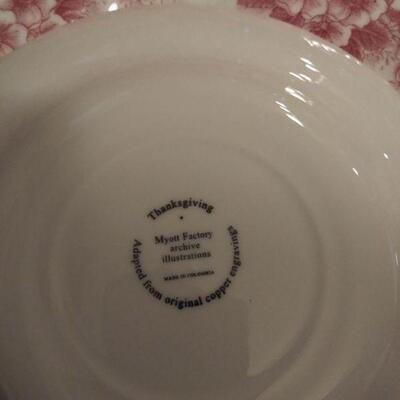 Thanksgiving
Myott Factory
archive
illustrations
MADE IN COLOMBIA
Adapted from original copper engravings